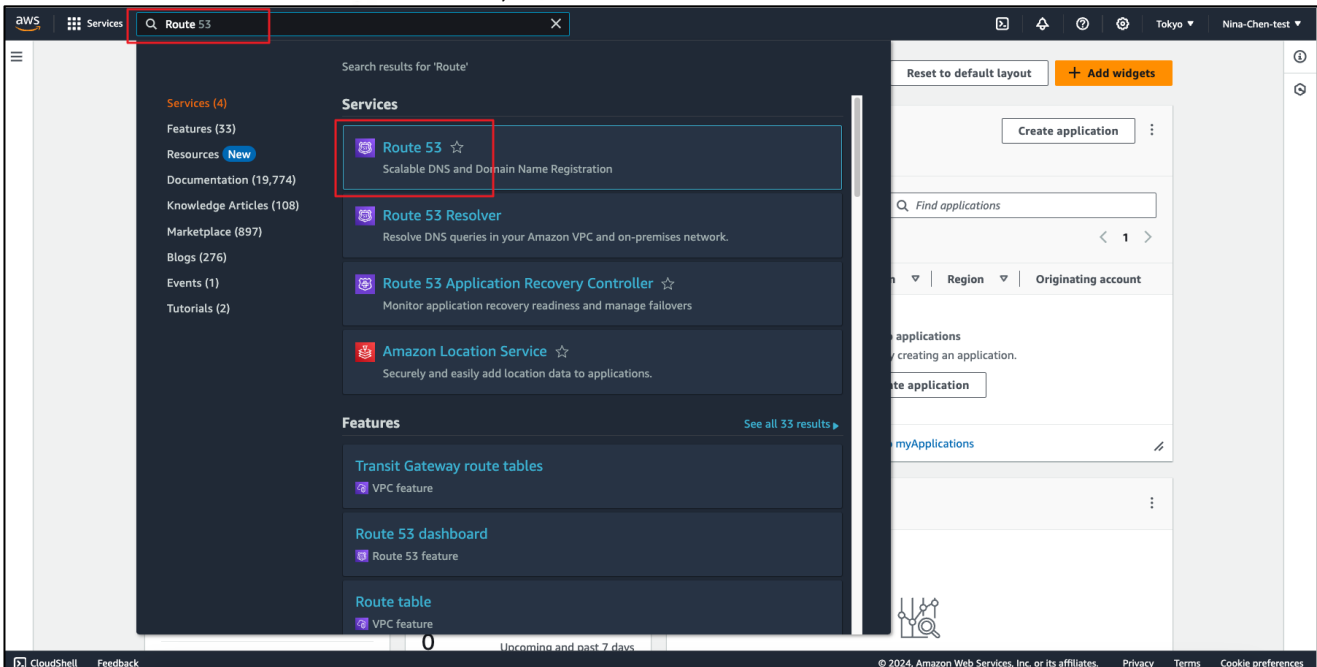 aws
Services
Route 53
Tokyo ▼
Nina-Chen-test ▼
Search results for 'Route'
Services (4)
Features (33)
Resources New
Documentation (19,774)
Knowledge Articles (108)
Marketplace (897)
Blogs (276)
Events (1)
Tutorials (2)
Services
Route 53
Scalable DNS and Domain Name Registration
Route 53 Resolver
Resolve DNS queries in your Amazon VPC and on-premises network.
Route 53 Application Recovery Controller
Monitor application recovery readiness and manage failovers
Amazon Location Service
Securely and easily add location data to applications.
Features
See all 33 results ▶
Transit Gateway route tables
VPC feature
Route 53 dashboard
Route 53 feature
Route table
VPC feature
Reset to default layout
+ Add widgets
Create application
Find applications
1
Region
Originating account
applications
creating an application.
application
myApplications
0
Upcoming and past 7 days
CloudShell
Feedback
© 2024, Amazon Web Services, Inc. or its affiliates.
Privacy
Terms
Cookie preferences